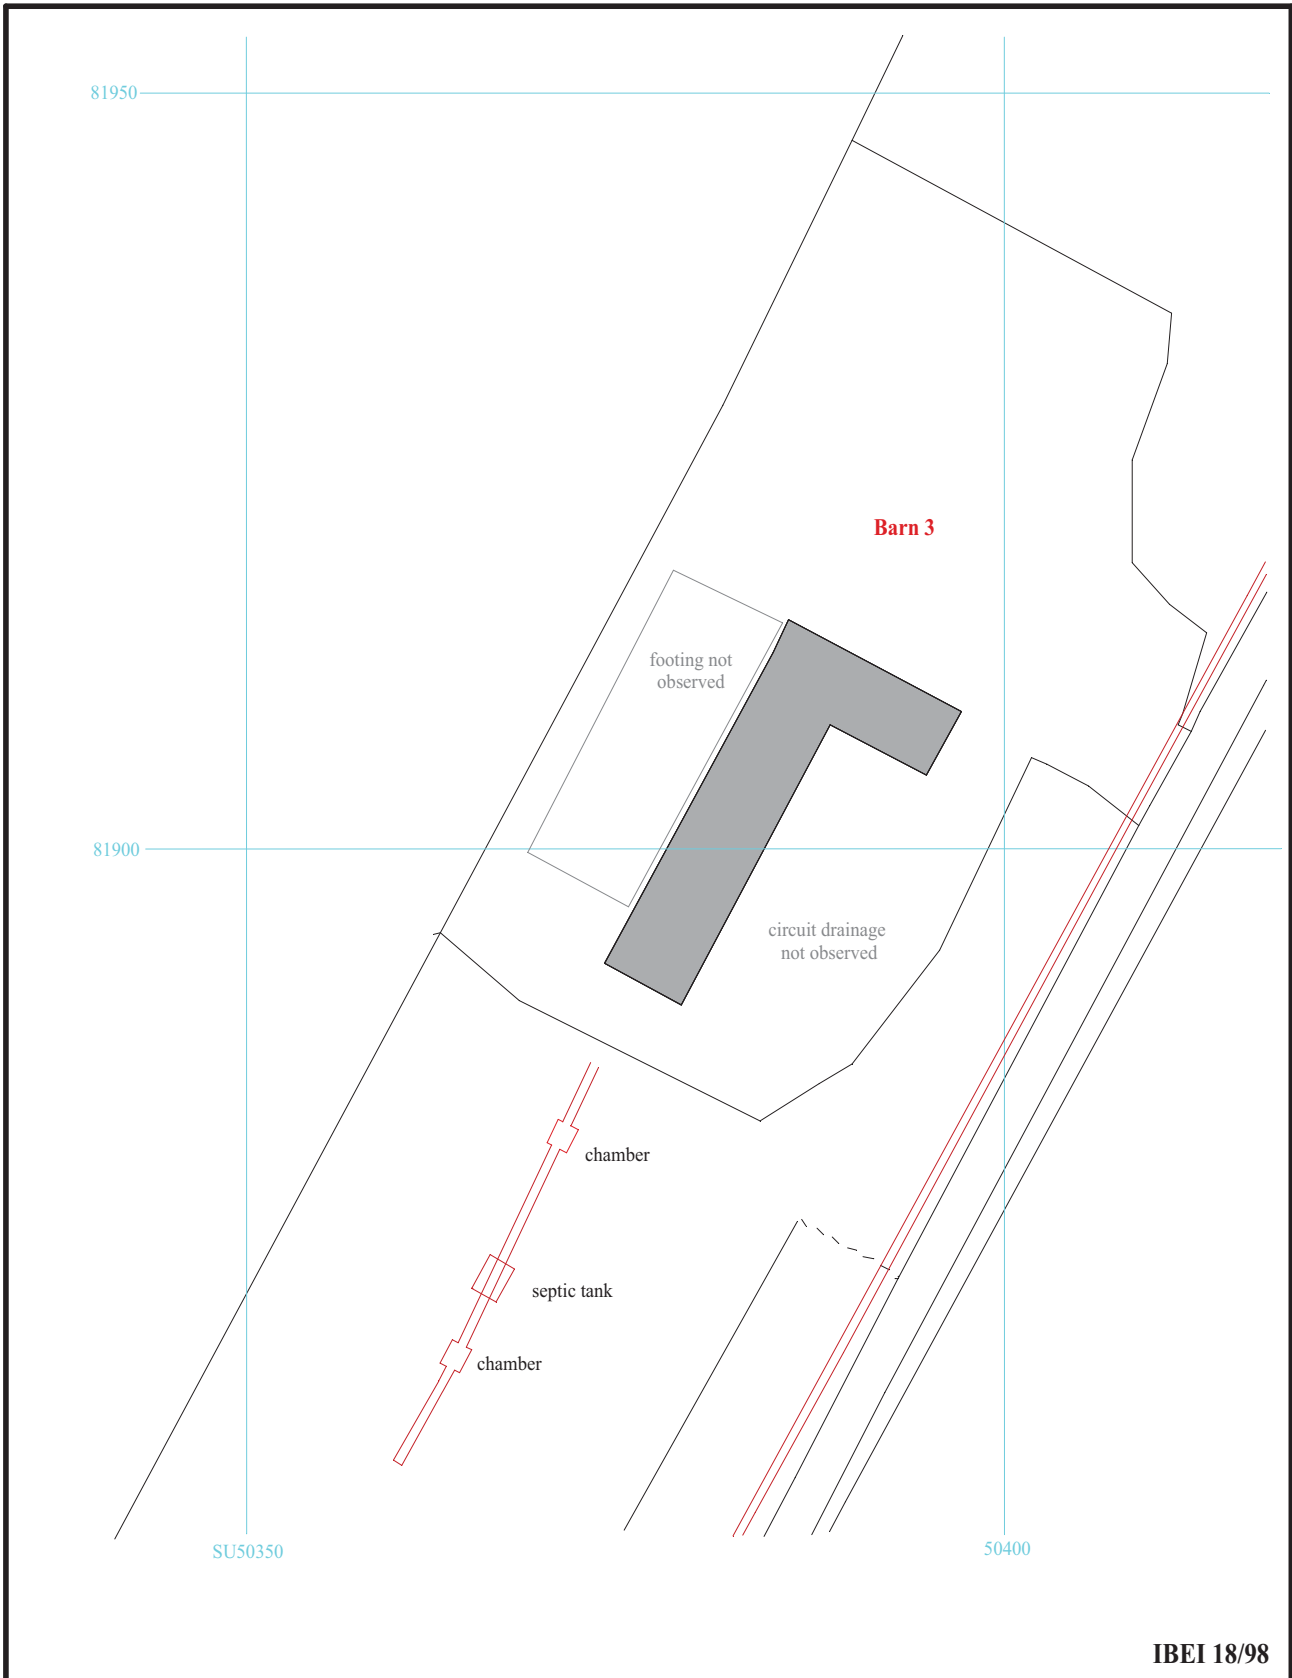 81950
Barn 3
footing not
observed
81900
circuit drainage
not observed
chamber
septic tank
chamber
SU50350
50400
IBEI 18/98